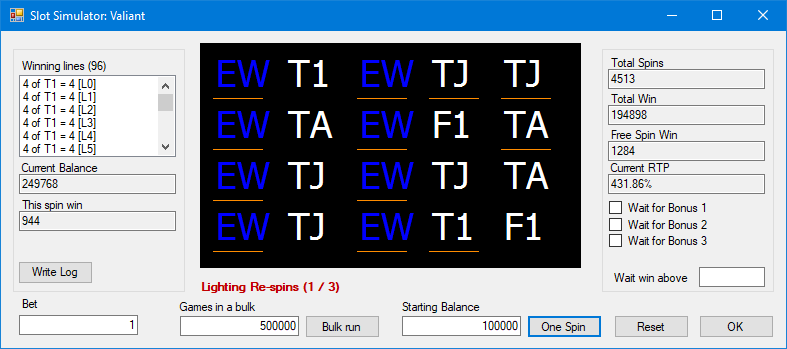 Slot Simulator: Valiant
Winning lines (96)
4 of T1 = 4 [L0]
4 of T1 = 4 [L1]
4 of T1 = 4 [L2]
4 of T1 = 4 [L3]
4 of T1 = 4 [L4]
4 of T1 = 4 [L5]
Current Balance
249768
This spin win
944
Write Log
EW T1 EW TJ TJ
EW TA EW F1 TA
EW TJ EW TJ TA
EW TJ EW T1 F1
Lighting Re-spins (1 / 3)
Total Spins
4513
Total Win
194898
Free Spin Win
1284
Current RTP
431.86%
Wait for Bonus 1
Wait for Bonus 2
Wait for Bonus 3
Wait win above
Bet
1
Games in a bulk
500000
Bulk run
Starting Balance
100000
One Spin
Reset
OK